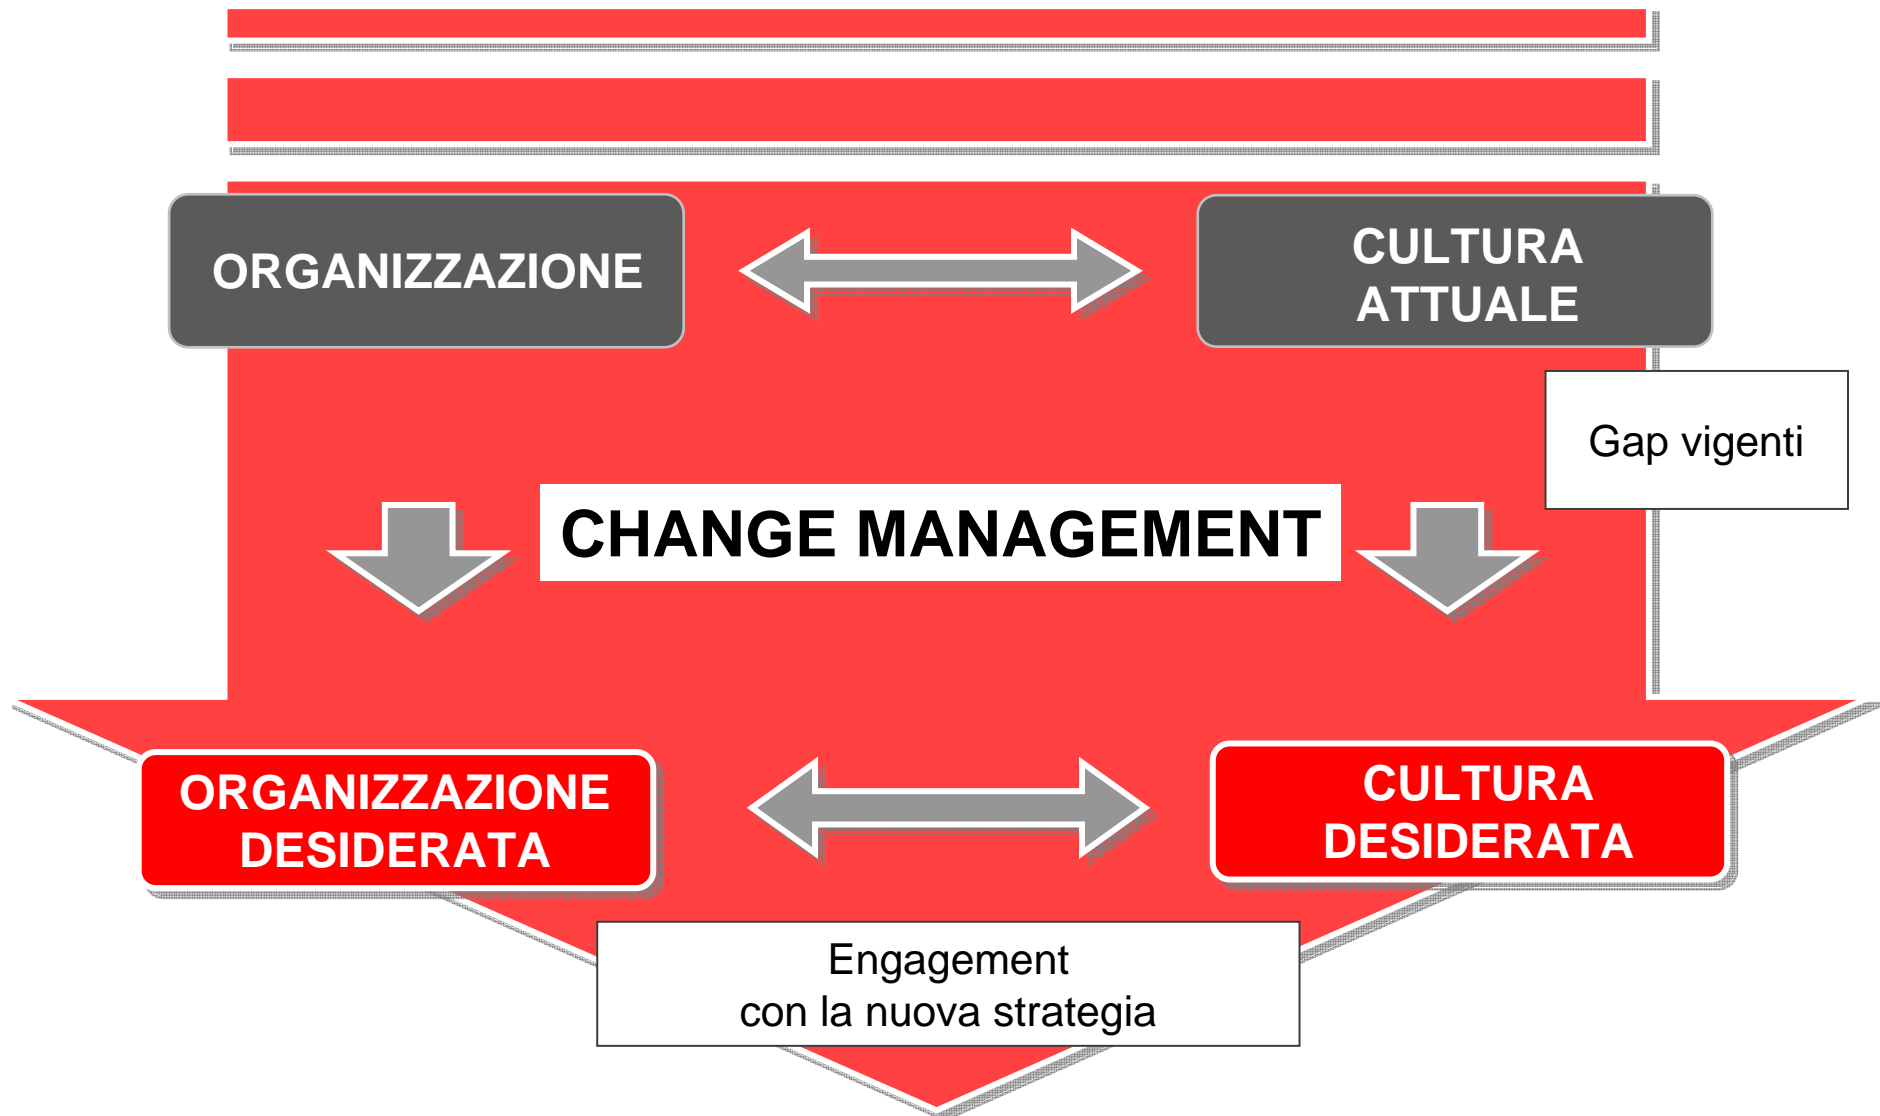 ORGANIZZAZIONE
CULTURA
ATTUALE
Gap vigenti
CHANGE MANAGEMENT
ORGANIZZAZIONE
DESIDERATA
CULTURA
DESIDERATA
Engagement
con la nuova strategia